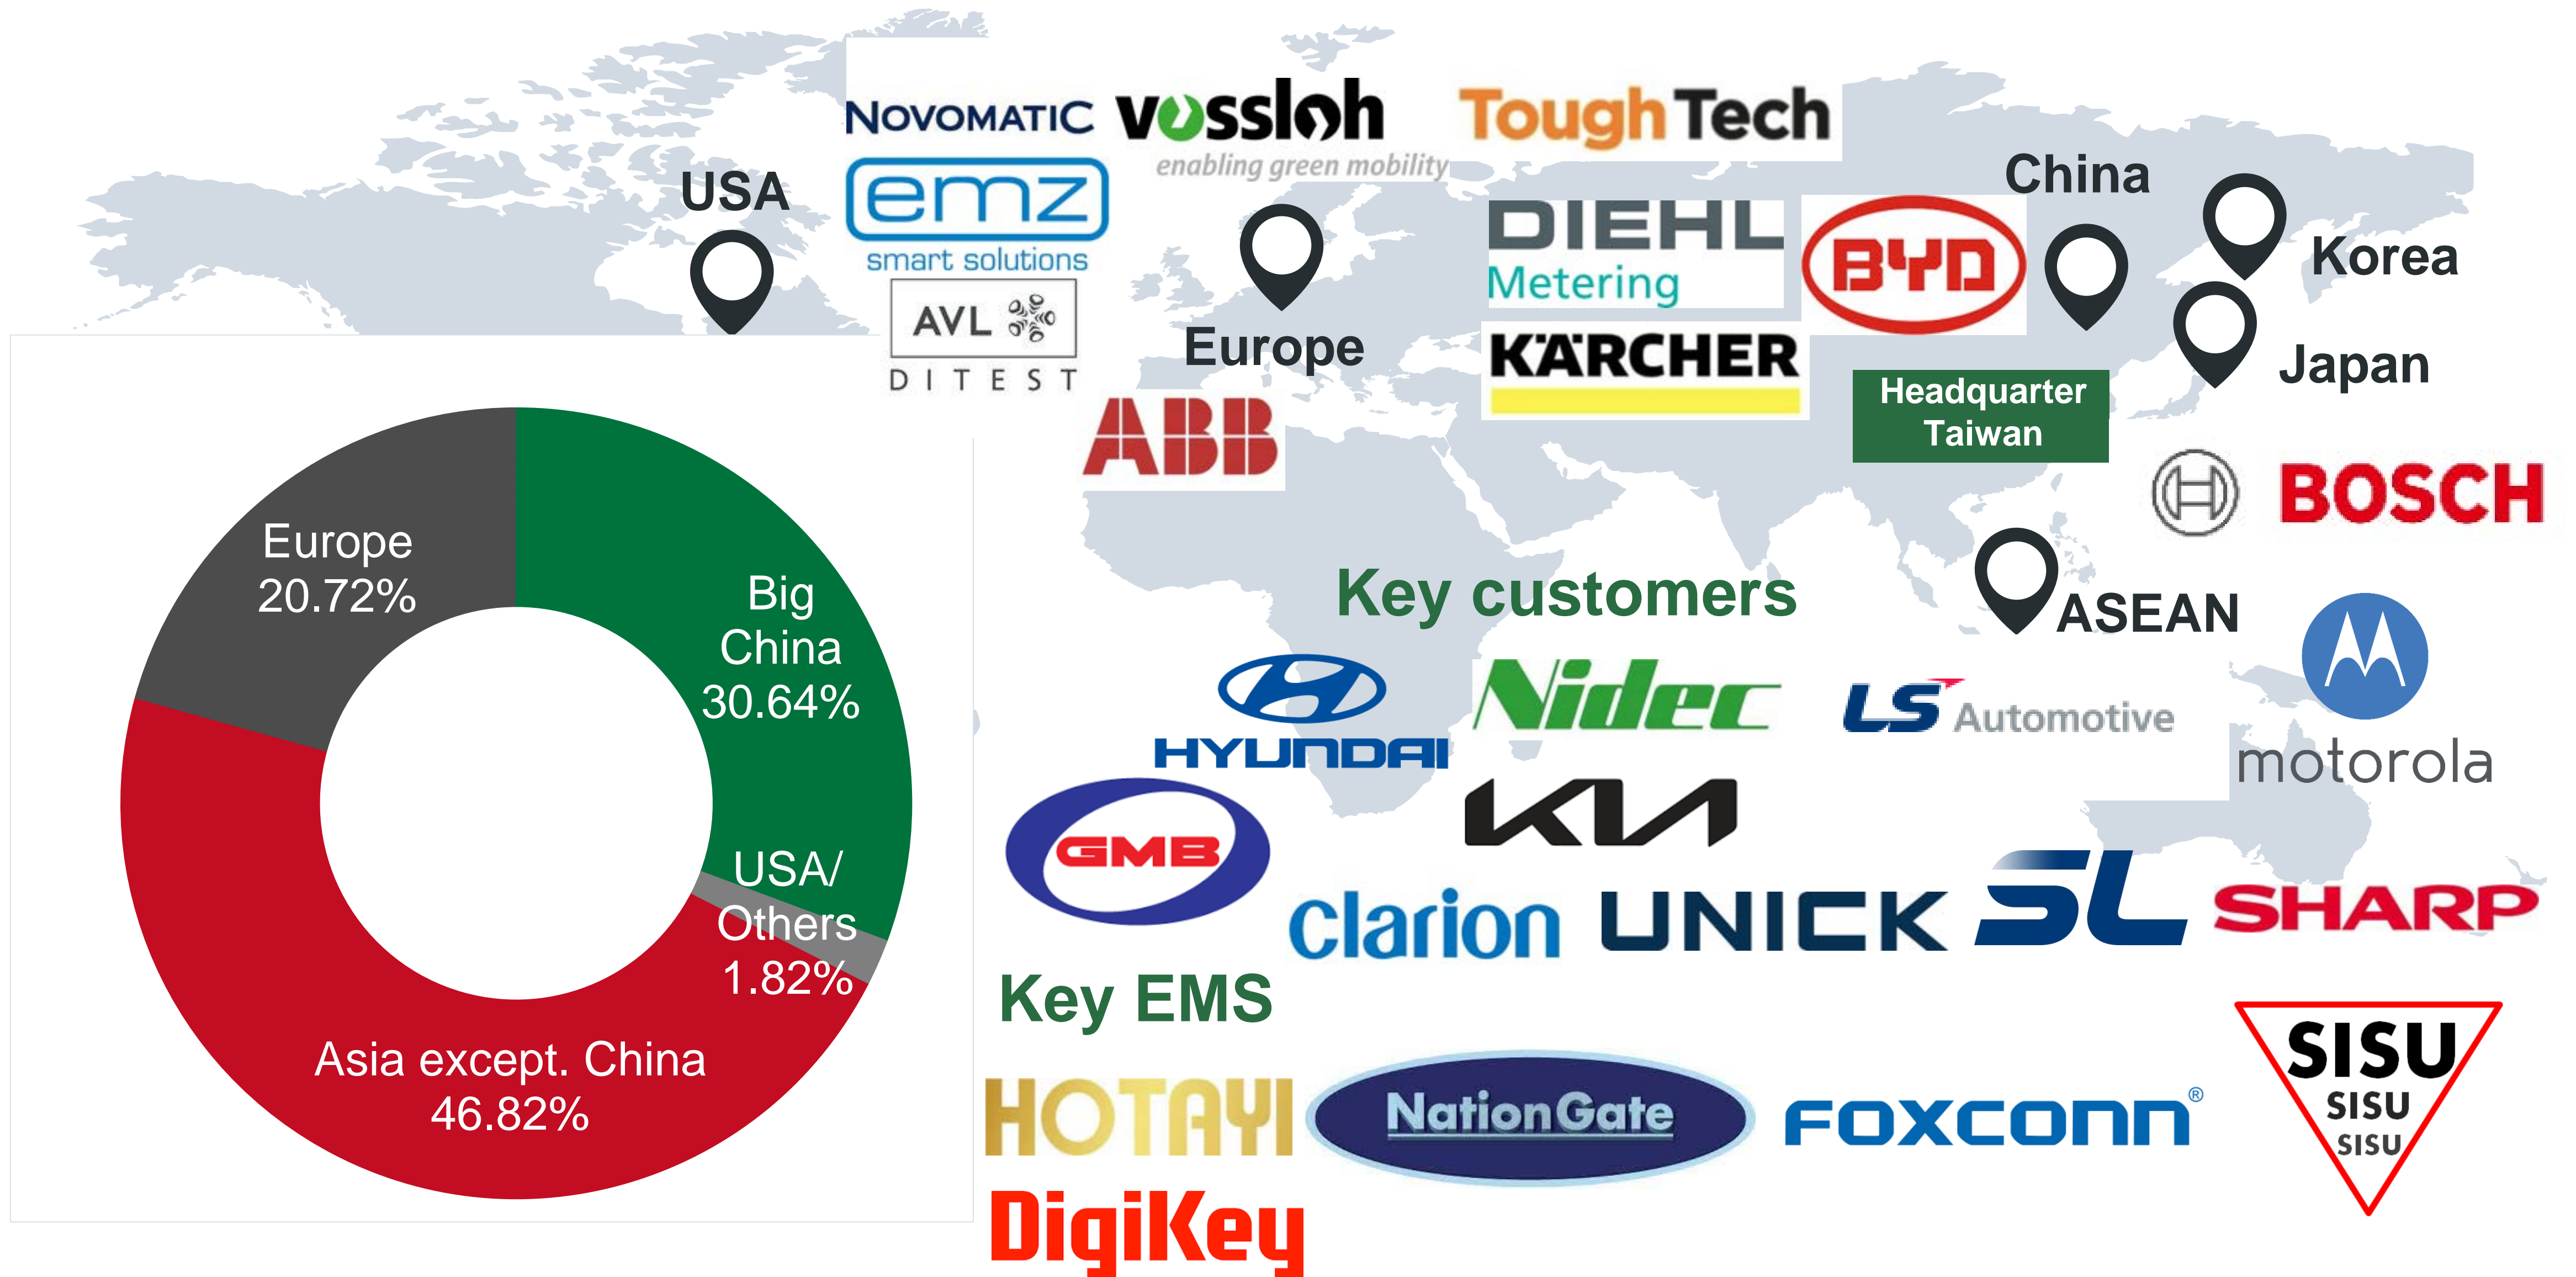 NOVOMATIC
vossloh
enabling green mobility
Tough Tech
USA
emz
smart solutions
China
DIEHL
Metering
BYD
Korea
AVL
DITEST
Europe
KÄRCHER
Japan
Headquarter
Taiwan
ABB
BOSCH
Europe
20.72%
Big
China
30.64%
USA/
Others
1.82%
Asia except. China
46.82%
Key customers
ASEAN
HYUNDAI
Nidec
LS Automotive
motorola
GMB
KIA
Clarion
UNICK
SL
SHARP
Key EMS
HOTAYI
NationGate
FOXCONN®
SISU
SISU
SISU
DigiKey